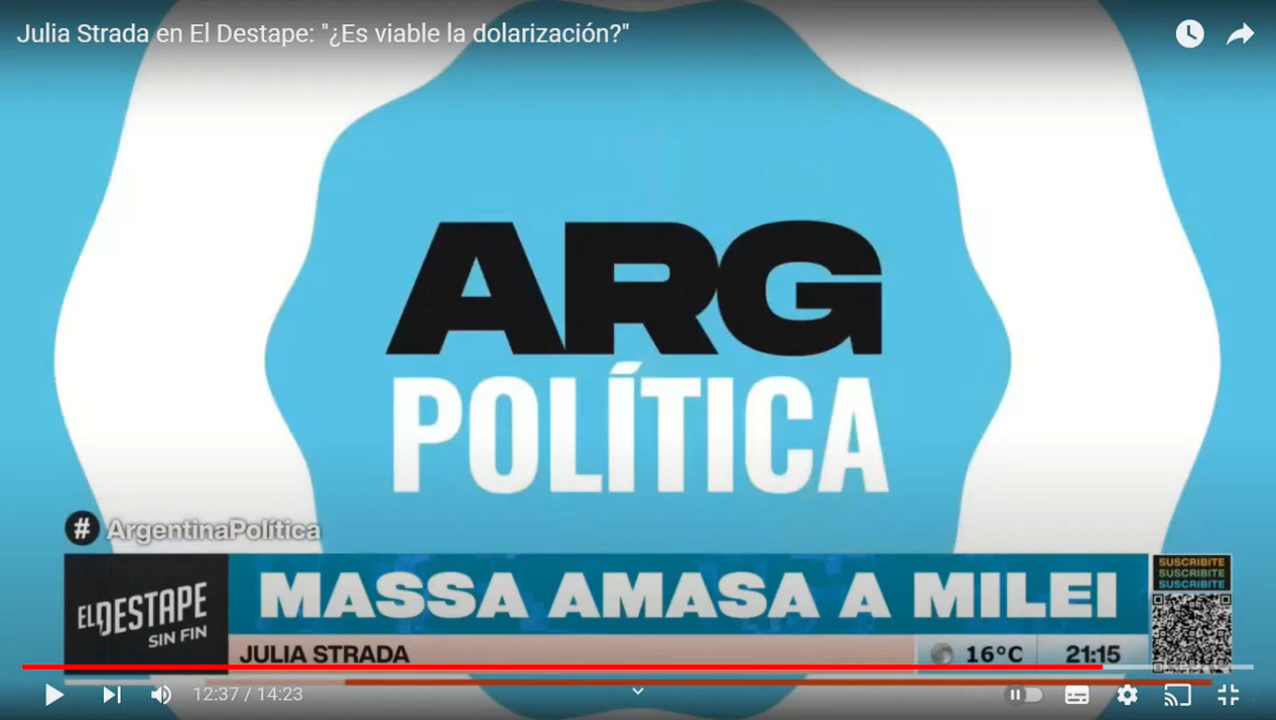 Julia Strada en El Destape: "¿Es viable la dolarización?"
ARG
POLÍTICA
# ArgentinaPolítica
EL DESTAPE
SIN FIN
MASSA AMASA A MILEI
SUSCRIBITE
SUSCRIBITE
SUSCRIBITE
JULIA STRADA
16°C
21:15
12:37 / 14:23